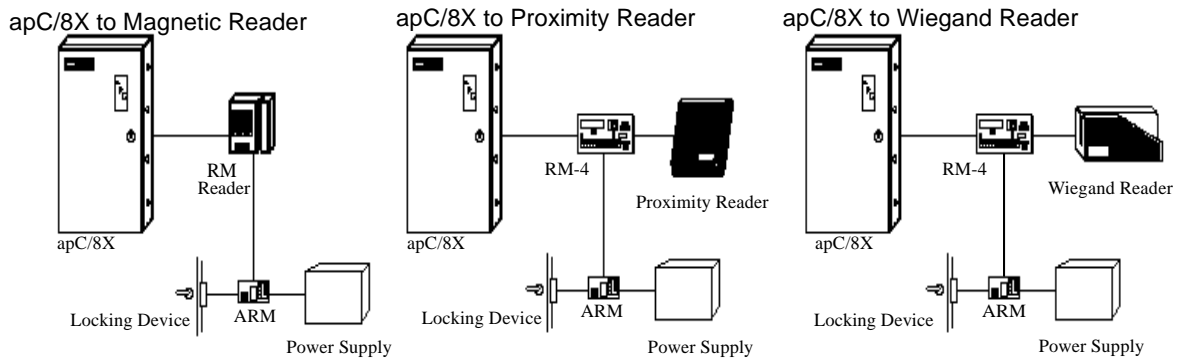 apC/8X to Magnetic Reader
RM
Reader
apC/8X
ARM
Locking Device
Power Supply
apC/8X to Proximity Reader
RM-4
Proximity Reader
apC/8X
ARM
Locking Device
Power Supply
apC/8X to Wiegand Reader
RM-4
Wiegand Reader
apC/8X
ARM
Locking Device
Power Supply